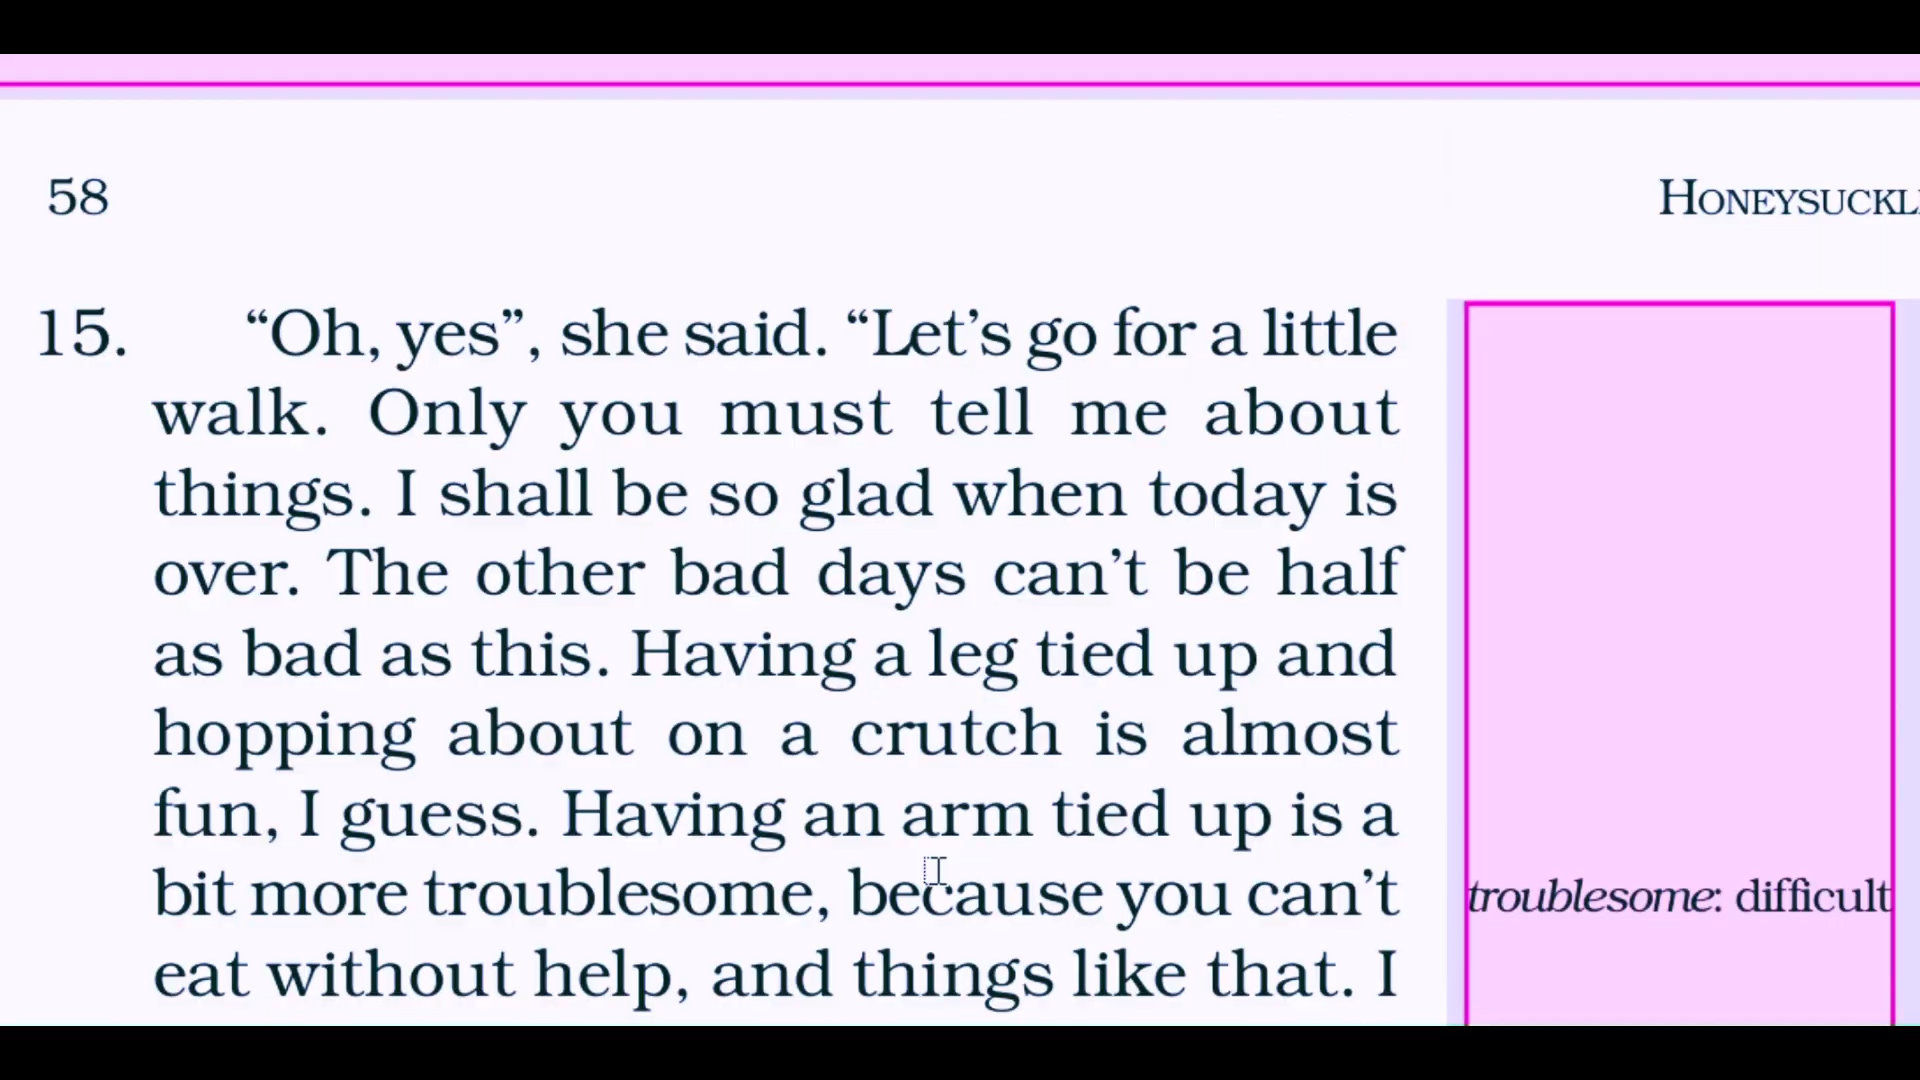 58
HONEYSUCKL
15. “Oh, yes”, she said. “Let’s go for a little
walk. Only you must tell me about
things. I shall be so glad when today is
over. The other bad days can’t be half
as bad as this. Having a leg tied up and
hopping about on a crutch is almost
fun, I guess. Having an arm tied up is a
bit more troublesome, because you can’t
troublesome: difficult
eat without help, and things like that. I